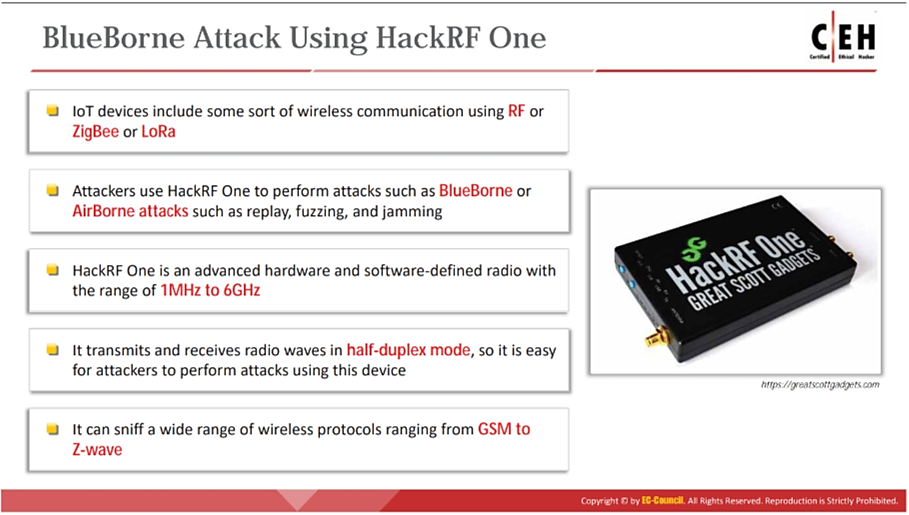 BlueBorne Attack Using HackRF One
C|EH
Certified Ethical Hacker
IoT devices include some sort of wireless communication using RF or
ZigBee or LoRa
Attackers use HackRF One to perform attacks such as BlueBorne or
AirBorne attacks such as replay, fuzzing, and jamming
HackRF One is an advanced hardware and software-defined radio with
the range of 1MHz to 6GHz
It transmits and receives radio waves in half-duplex mode, so it is easy
for attackers to perform attacks using this device
It can sniff a wide range of wireless protocols ranging from GSM to
Z-wave
HackRF One
GREAT SCOTT GADGETS
https://greatscottgadgets.com
Copyright © by EC-Council. All Rights Reserved. Reproduction is Strictly Prohibited.